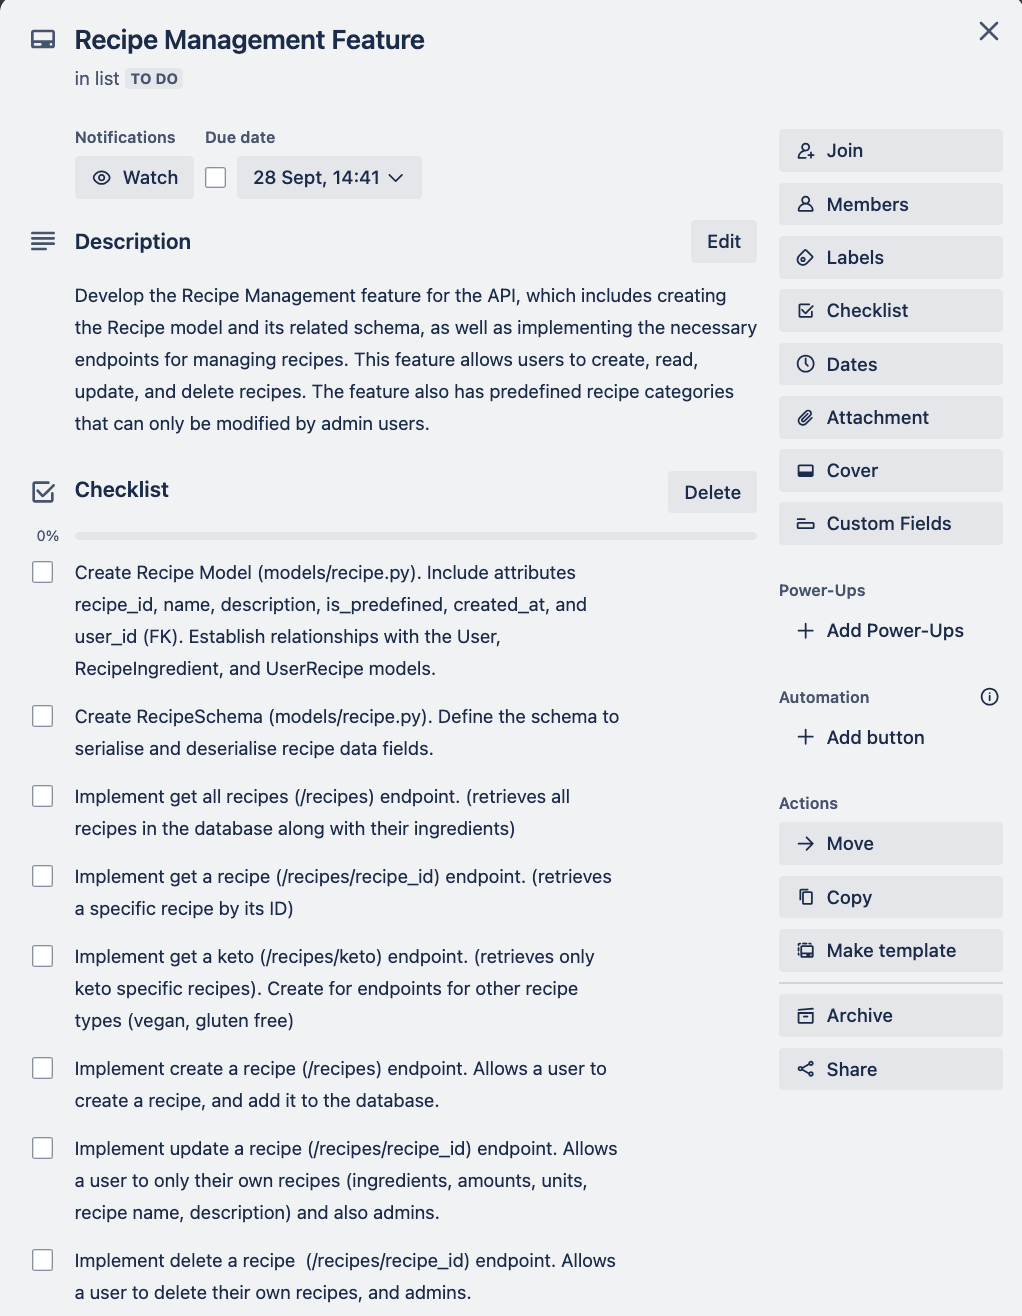 Recipe Management Feature
in list TO DO
Notifications
Due date
Watch
28 Sept, 14:41
Description
Edit
Develop the Recipe Management feature for the API, which includes creating
the Recipe model and its related schema, as well as implementing the necessary
endpoints for managing recipes. This feature allows users to create, read,
update, and delete recipes. The feature also has predefined recipe categories
that can only be modified by admin users.
Checklist
Delete
0%
Create Recipe Model (models/recipe.py). Include attributes
recipe_id, name, description, is_predefined, created_at, and
user_id (FK). Establish relationships with the User,
RecipeIngredient, and UserRecipe models.
Create RecipeSchema (models/recipe.py). Define the schema to
serialise and deserialise recipe data fields.
Implement get all recipes (/recipes) endpoint. (retrieves all
recipes in the database along with their ingredients)
Implement get a recipe (/recipes/recipe_id) endpoint. (retrieves
a specific recipe by its ID)
Implement get a keto (/recipes/keto) endpoint. (retrieves only
keto specific recipes). Create for endpoints for other recipe
types (vegan, gluten free)
Implement create a recipe (/recipes) endpoint. Allows a user to
create a recipe, and add it to the database.
Implement update a recipe (/recipes/recipe_id) endpoint. Allows
a user to only their own recipes (ingredients, amounts, units,
recipe name, description) and also admins.
Implement delete a recipe  (/recipes/recipe_id) endpoint. Allows
a user to delete their own recipes, and admins.
Join
Members
Labels
Checklist
Dates
Attachment
Cover
Custom Fields
Power-Ups
Add Power-Ups
Automation
Add button
Actions
Move
Copy
Make template
Archive
Share